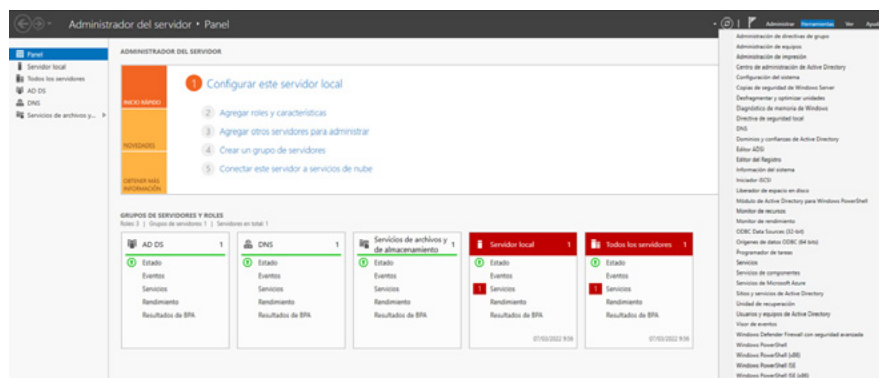 Administrador del servidor • Panel
Administrar Herramientas Ver Ayuda
Panel
Servidor local
Todos los servidores
AD DS
DNS
Servicios de archivos y...
ADMINISTRADOR DEL SERVIDOR
INICIO RÁPIDO
NOVEDADES
OBTENER MÁS
INFORMACIÓN
1 Configurar este servidor local
2 Agregar roles y características
3 Agregar otros servidores para administrar
4 Crear un grupo de servidores
5 Conectar este servidor a servicios de nube
GRUPOS DE SERVIDORES Y ROLES
Roles: 3 | Grupos de servidores: 1 | Servidores en total: 1
AD DS 1
Estado
Eventos
Servicios
Rendimiento
Resultados de BPA
DNS 1
Estado
Eventos
Servicios
Rendimiento
Resultados de BPA
Servicios de archivos y 1
de almacenamiento
Estado
Eventos
Servicios
Rendimiento
Resultados de BPA
Servidor local 1
Estado
Eventos
1 Servicios
Rendimiento
Resultados de BPA
07/03/2022 9:36
Todos los servidores 1
Estado
Eventos
1 Servicios
Rendimiento
Resultados de BPA
07/03/2022 9:36
Administración de directivas de grupo
Administración de equipos
Administración de impresión
Centro de administración de Active Directory
Configuración del sistema
Copias de seguridad de Windows Server
Desfragmentar y optimizar unidades
Diagnóstico de memoria de Windows
Directiva de seguridad local
DNS
Dominios y confianzas de Active Directory
Editor ADSI
Editor del Registro
Información del sistema
Iniciador iSCSI
Liberador de espacio en disco
Módulo de Active Directory para Windows PowerShell
Monitor de recursos
Monitor de rendimiento
ODBC Data Sources (32-bit)
Orígenes de datos ODBC (64 bits)
Programador de tareas
Servicios
Servicios de componentes
Servicios de Microsoft Azure
Sitios y servicios de Active Directory
Unidad de recuperación
Usuarios y equipos de Active Directory
Visor de eventos
Windows Defender Firewall con seguridad avanzada
Windows PowerShell
Windows PowerShell (x86)
Windows PowerShell ISE
Windows PowerShell ISE (x86)